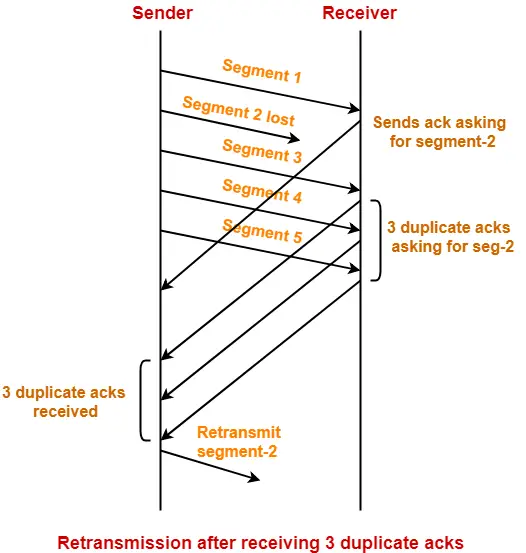 Sender
Receiver
Segment 1
Segment 2 lost
Sends ack asking
for segment-2
Segment 3
Segment 4
Segment 5
3 duplicate acks
asking for seg-2
3 duplicate acks
received
Retransmit
segment-2
Retransmission after receiving 3 duplicate acks